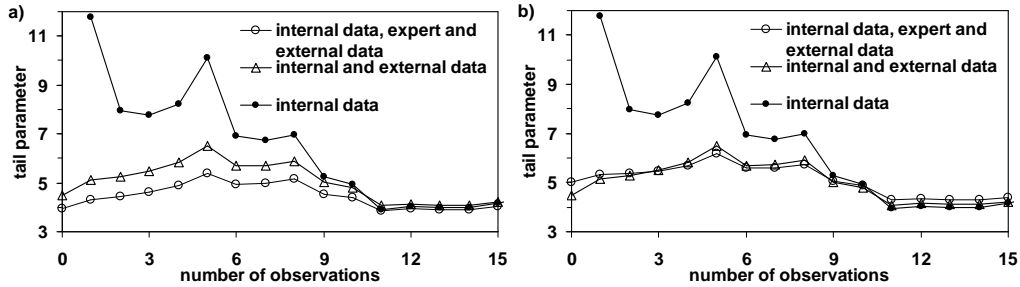 a)
11
9
7
5
3
tail parameter
internal data, expert and
external data
internal and external data
internal data
0 3 6 9 12 15
number of observations
b)
11
9
7
5
3
tail parameter
internal data, expert and
external data
internal and external data
internal data
0 3 6 9 12 15
number of observations